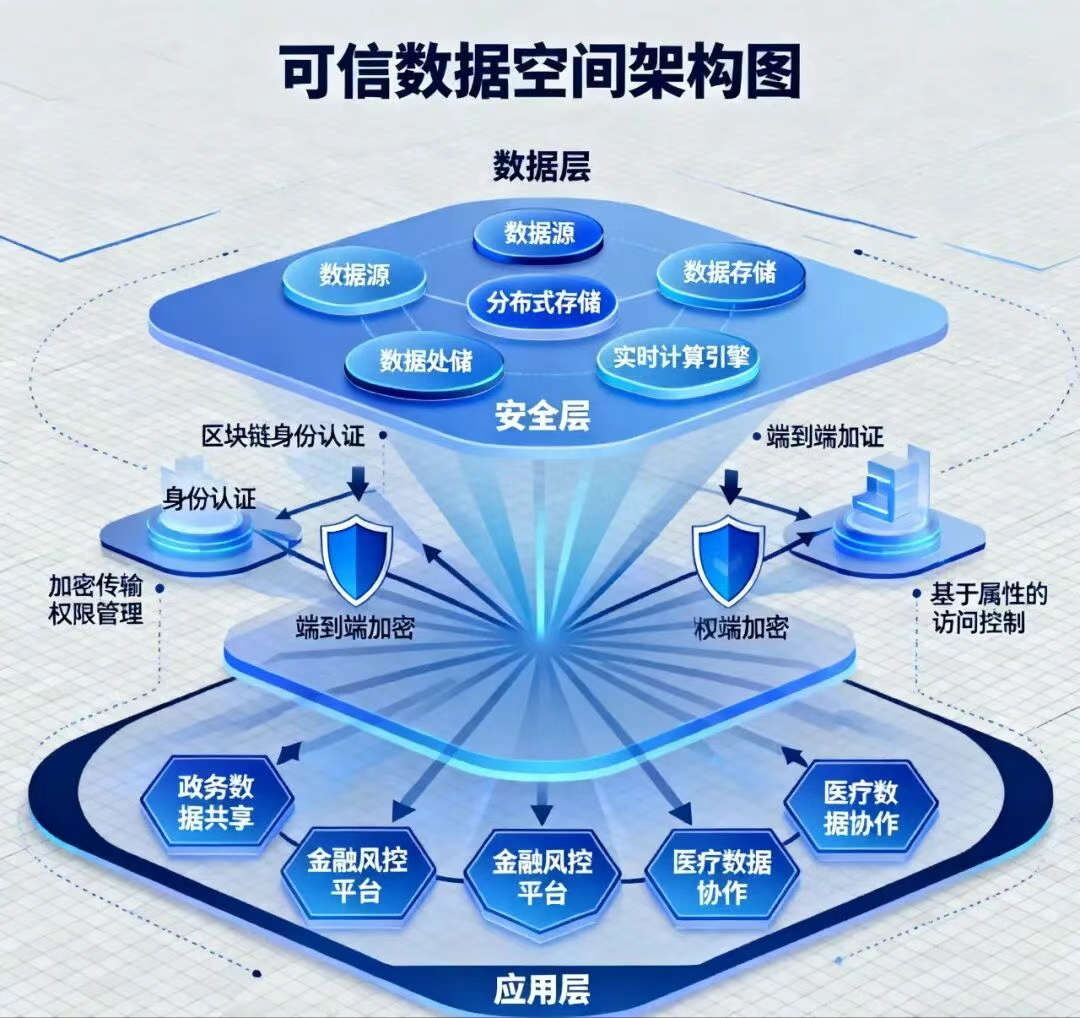 可信数据空间架构图
数据层
数据源
数据源
数据存储
分布式存储
数据处储
实时计算引擎
安全层
区块链身份认证
端到端加证
身份认证
加密传输
权限管理
基于属性的
访问控制
端到端加密
权端加密
政务数
据共享
医疗数
据协作
金融风控
平台
金融风控
平台
医疗数据
协作
应用层